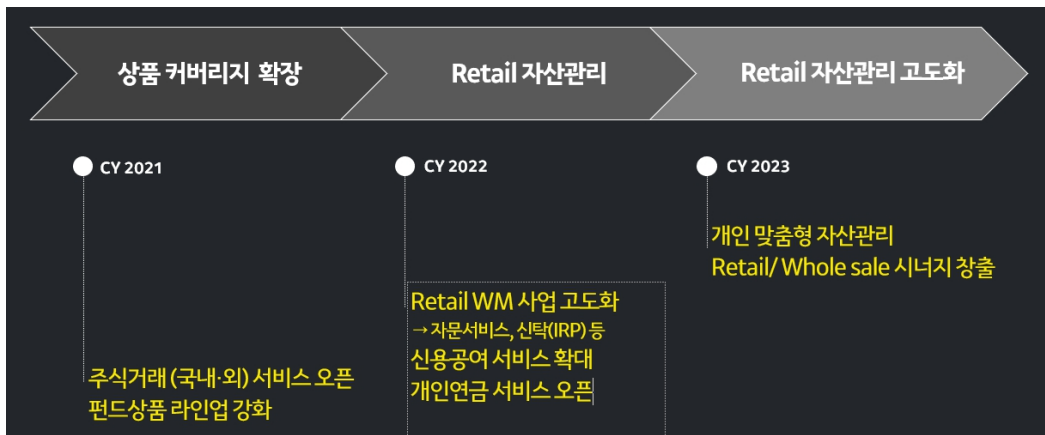 상품 커버리지 확장
Retail 자산관리
Retail 자산관리 고도화
CY 2021
CY 2022
CY 2023
주식거래 (국내·외) 서비스 오픈
펀드상품 라인업 강화
Retail WM 사업 고도화
→ 자문서비스, 신탁(IRP) 등
신용공여 서비스 확대
개인연금 서비스 오픈
개인 맞춤형 자산관리
Retail/ Whole sale 시너지 창출